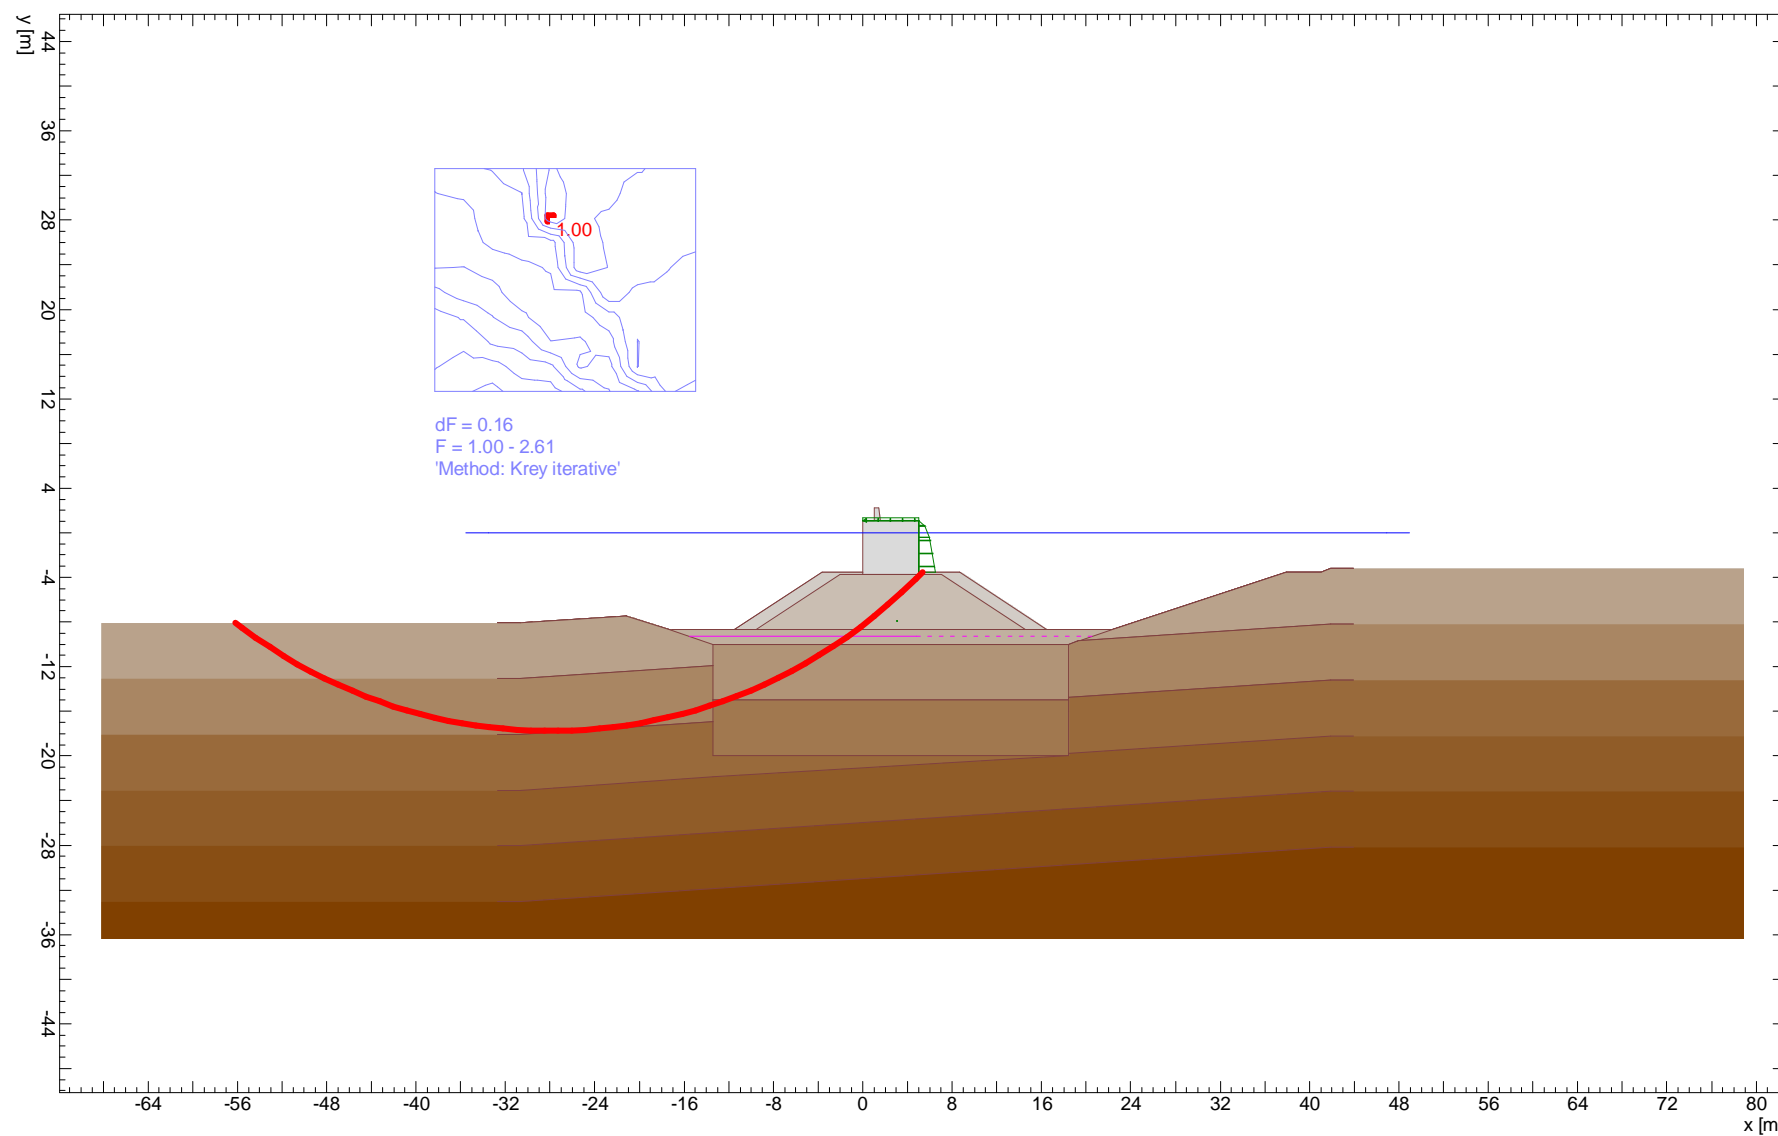 y [m]
44
36
28
20
12
4
-4
-12
-20
-28
-36
-44
1.00
dF = 0.16
F = 1.00 - 2.61
'Method: Krey iterative'
-64 -56 -48 -40 -32 -24 -16 -8 0 8 16 24 32 40 48 56 64 72 80
x [m